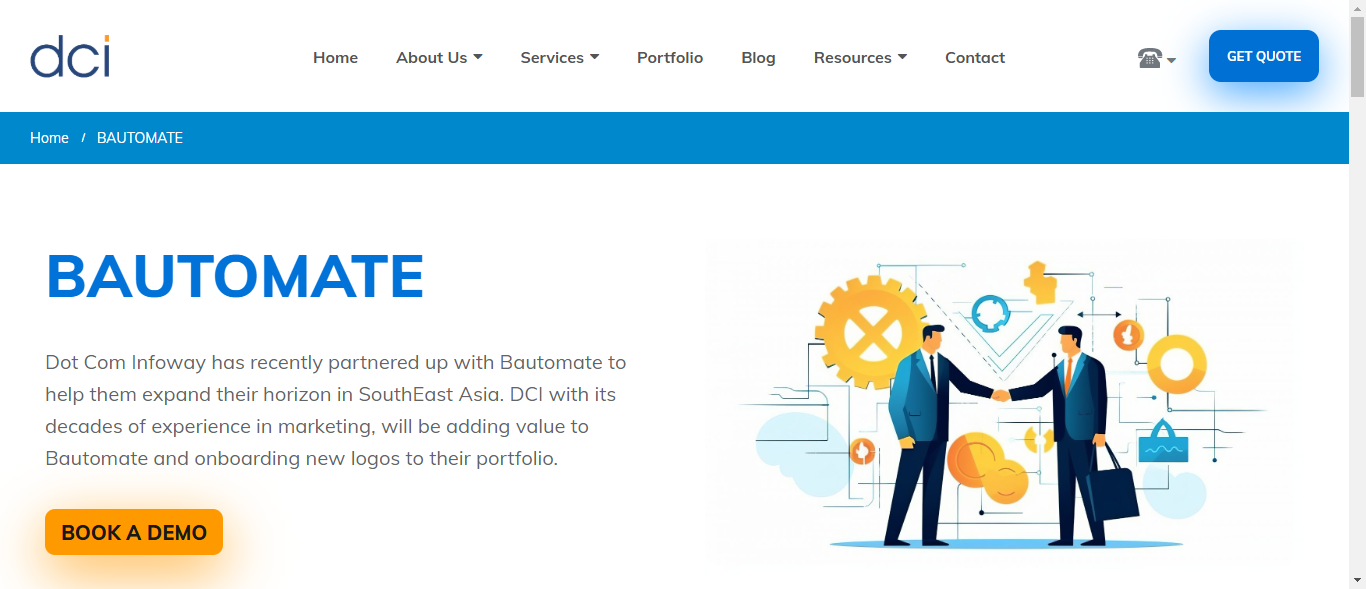 dci
Home About Us Services Portfolio Blog Resources Contact
GET QUOTE
Home / BAUTOMATE
BAUTOMATE
Dot Com Infoway has recently partnered up with Bautomate to
help them expand their horizon in SouthEast Asia. DCI with its
decades of experience in marketing, will be adding value to
Bautomate and onboarding new logos to their portfolio.
BOOK A DEMO